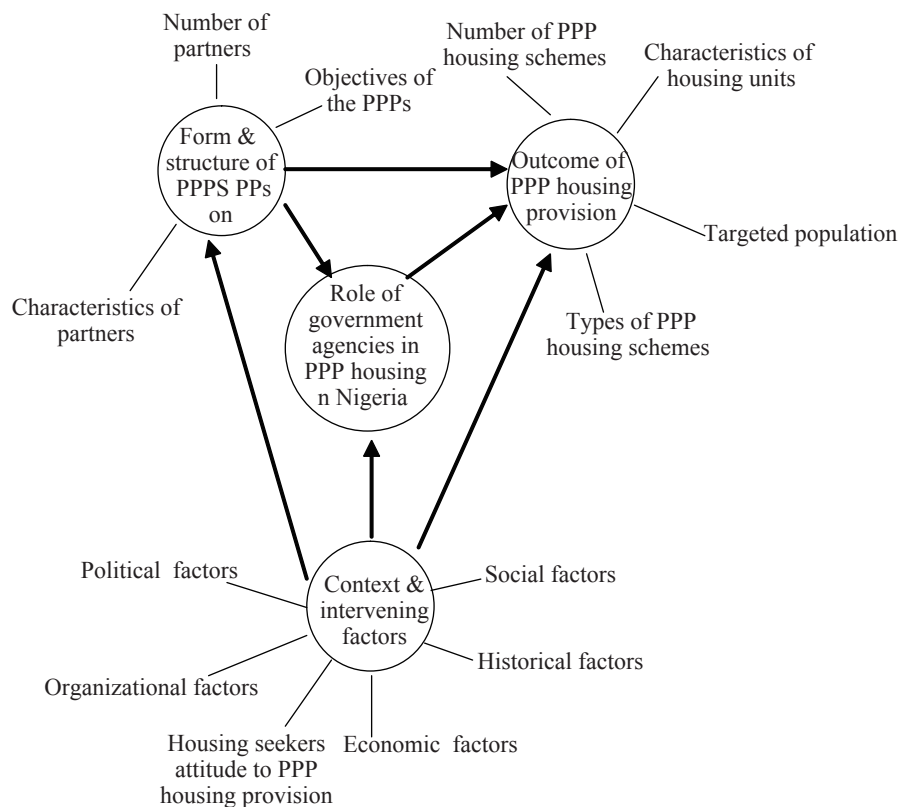 Number of
partners
Objectives of
the PPPs
Form &
structure of
PPPS PPs
on
Characteristics of
partners
Number of PPP
housing schemes
Characteristics of
housing units
Outcome of
PPP housing
provision
Targeted population
Types of PPP
housing schemes
Role of
government
agencies in
PPP housing
n Nigeria
Political factors
Context &
intervening
factors
Social factors
Organizational factors
Historical factors
Housing seekers
attitude to PPP
housing provision
Economic factors